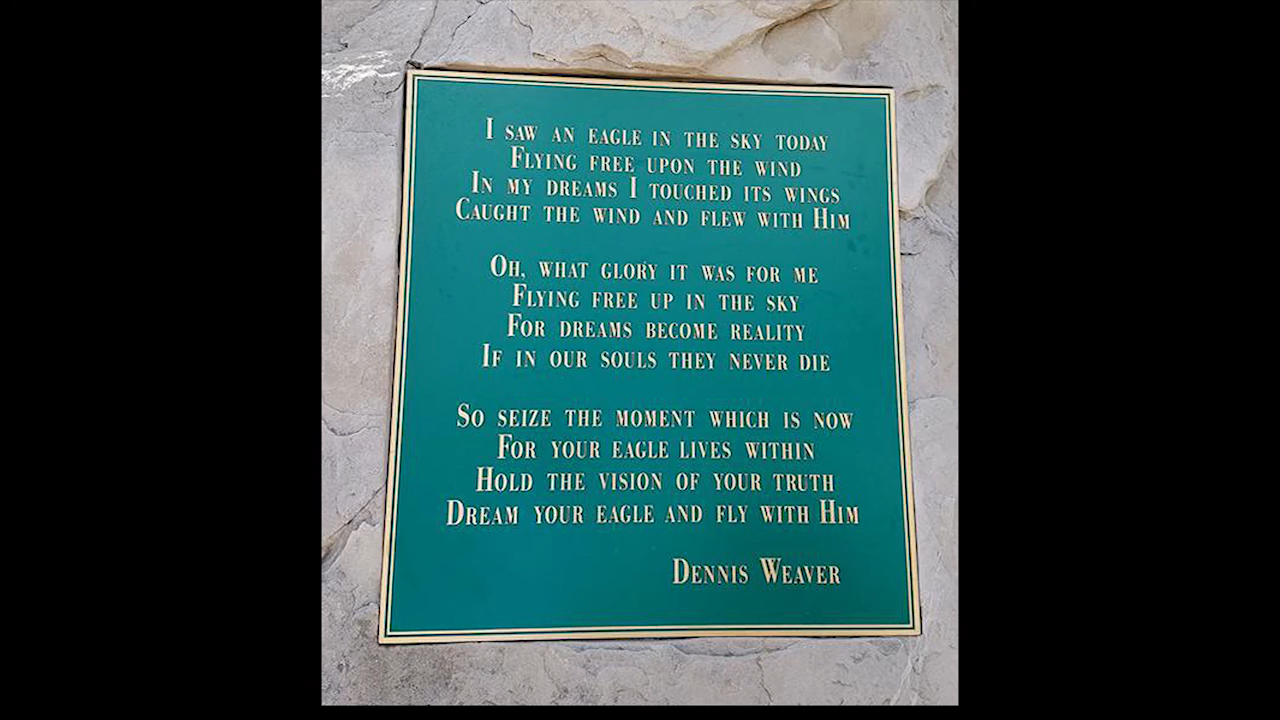 I SAW AN EAGLE IN THE SKY TODAY
FLYING FREE UPON THE WIND
IN MY DREAMS I TOUCHED ITS WINGS
CAUGHT THE WIND AND FLEW WITH HIM
OH, WHAT GLORY IT WAS FOR ME
FLYING FREE UP IN THE SKY
FOR DREAMS BECOME REALITY
IF IN OUR SOULS THEY NEVER DIE
SO SEIZE THE MOMENT WHICH IS NOW
FOR YOUR EAGLE LIVES WITHIN
HOLD THE VISION OF YOUR TRUTH
DREAM YOUR EAGLE AND FLY WITH HIM
DENNIS WEAVER